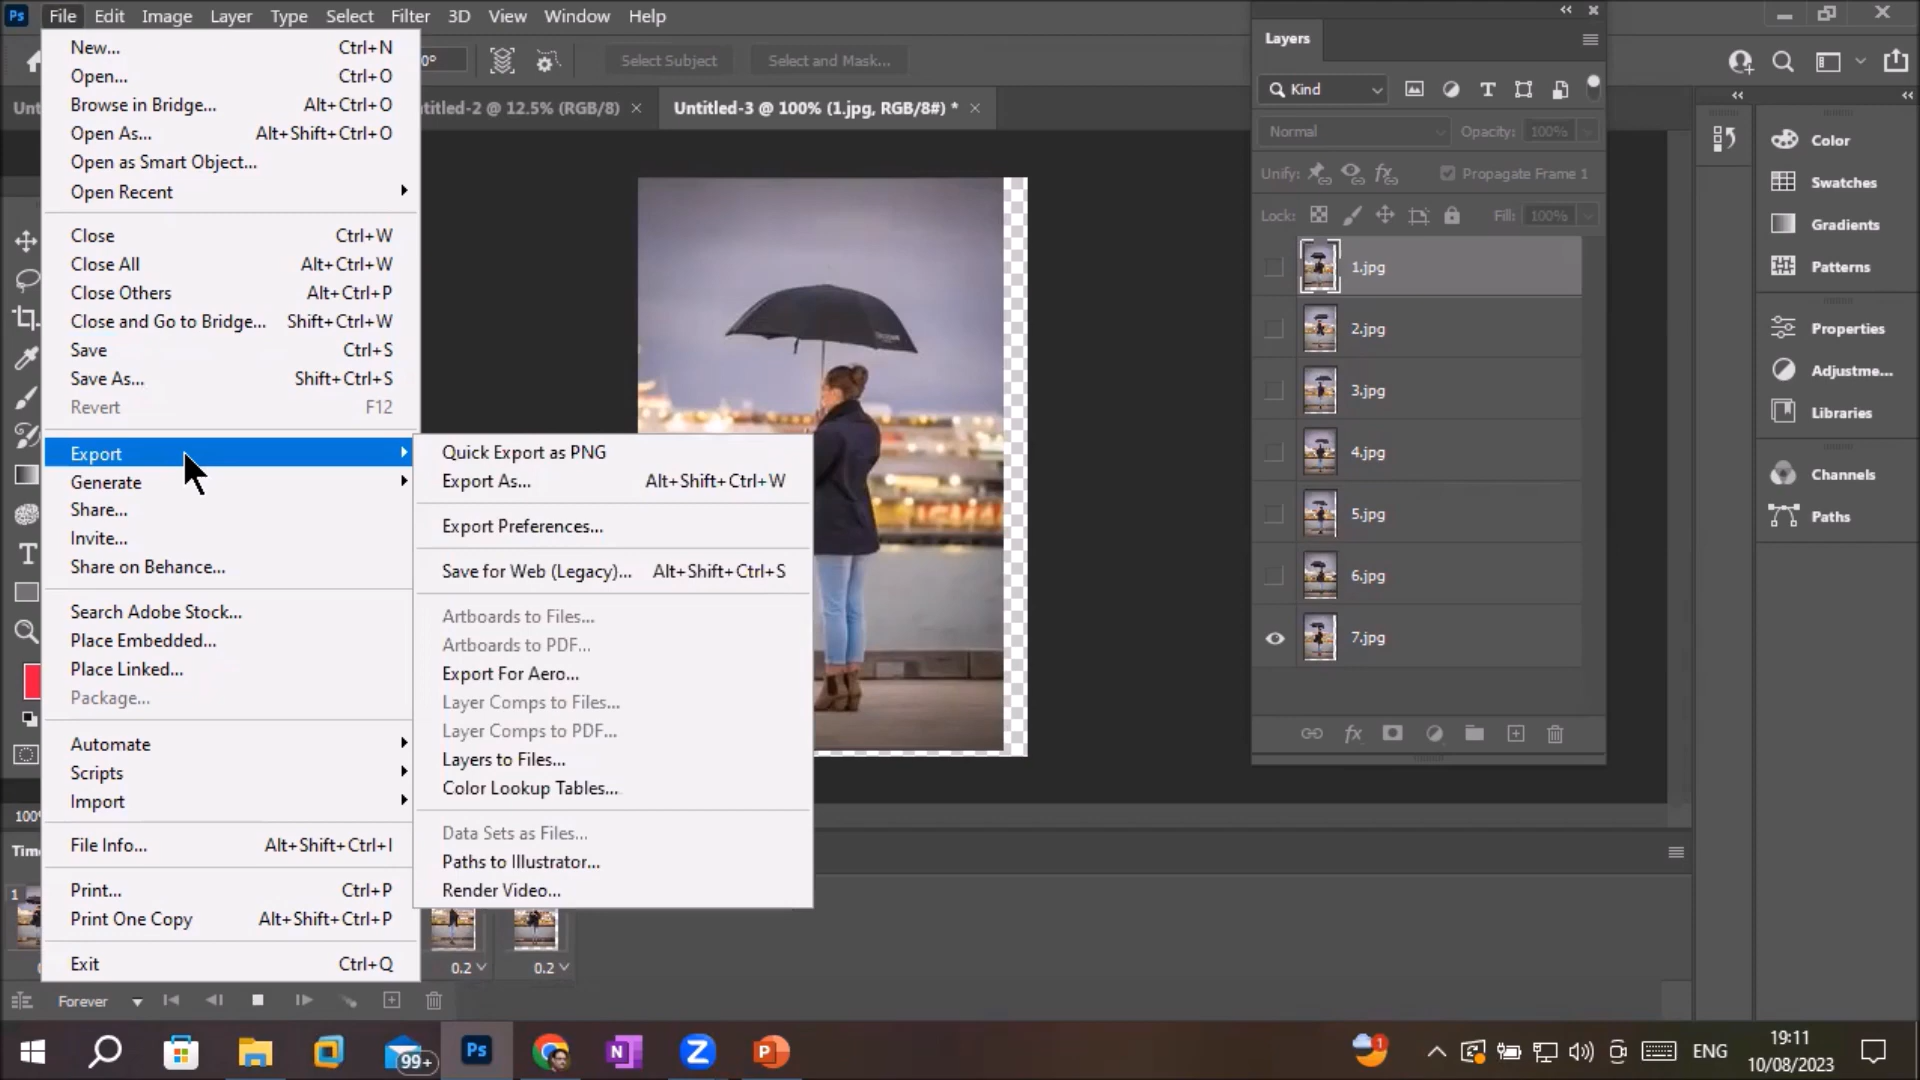 Ps File Edit Image Layer Type Select Filter 3D View Window Help
0° Select Subject Select and Mask...
Unt
titled-2 @ 12.5% (RGB/8) ×
Untitled-3 @ 100% (1.jpg, RGB/8#) * ×
New... Ctrl+N
Open... Ctrl+O
Browse in Bridge... Alt+Ctrl+O
Open As... Alt+Shift+Ctrl+O
Open as Smart Object...
Open Recent
Close Ctrl+W
Close All Alt+Ctrl+W
Close Others Alt+Ctrl+P
Close and Go to Bridge... Shift+Ctrl+W
Save Ctrl+S
Save As... Shift+Ctrl+S
Revert F12
Export
Generate
Share...
Invite...
Share on Behance...
Search Adobe Stock...
Place Embedded...
Place Linked...
Package...
Automate
Scripts
Import
File Info... Alt+Shift+Ctrl+I
Print... Ctrl+P
Print One Copy Alt+Shift+Ctrl+P
Exit Ctrl+Q
Quick Export as PNG
Export As... Alt+Shift+Ctrl+W
Export Preferences...
Save for Web (Legacy)... Alt+Shift+Ctrl+S
Artboards to Files...
Artboards to PDF...
Export For Aero...
Layer Comps to Files...
Layer Comps to PDF...
Layers to Files...
Color Lookup Tables...
Data Sets as Files...
Paths to Illustrator...
Render Video...
Layers
Kind
Normal Opacity: 100%
Unify: Propagate Frame 1
Lock: Fill: 100%
1.jpg
2.jpg
3.jpg
4.jpg
5.jpg
6.jpg
7.jpg
Color
Swatches
Gradients
Patterns
Properties
Adjustme...
Libraries
Channels
Paths
100%
Time
1
0.2 0.2
Forever
99+ Ps N Z P 1 ENG
19:11
10/08/2023